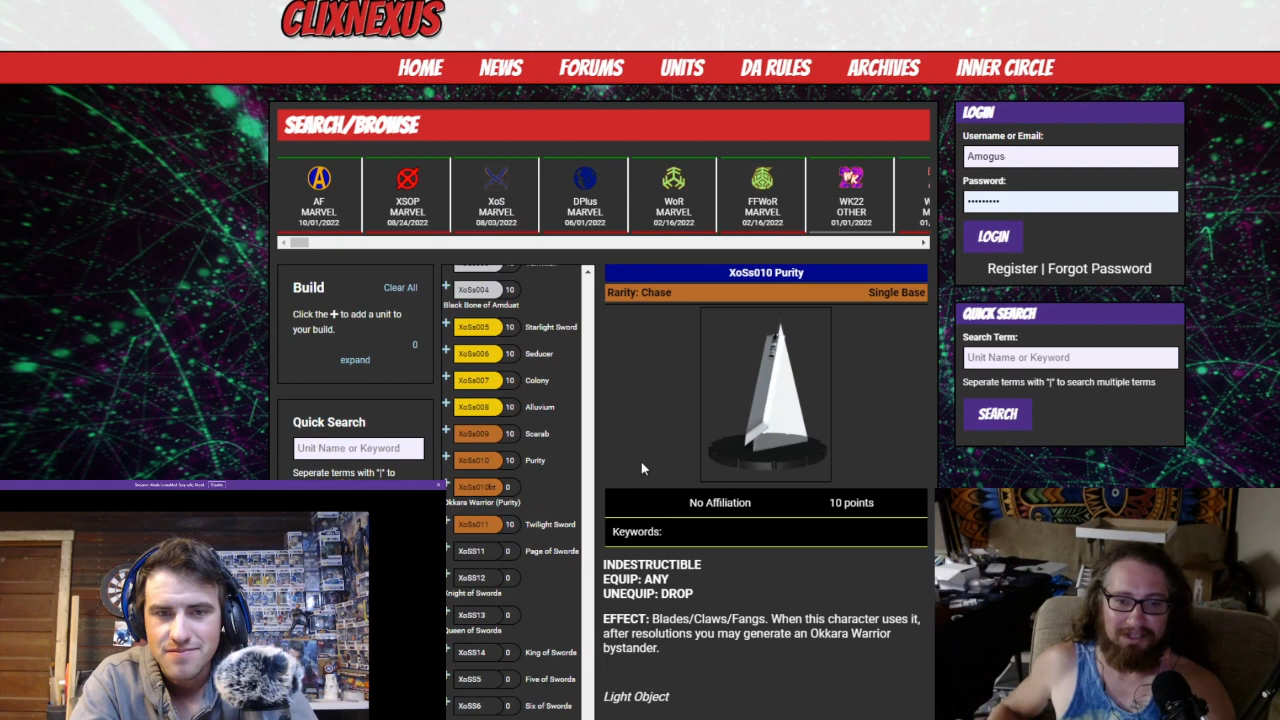 CLIXNEXUS
HOME NEWS FORUMS UNITS DA RULES ARCHIVES INNER CIRCLE
SEARCH/BROWSE
AF
MARVEL
10/01/2022
XSOP
MARVEL
08/24/2022
XoS
MARVEL
08/03/2022
DPlus
MARVEL
06/01/2022
WoR
MARVEL
02/16/2022
FFWoR
MARVEL
02/16/2022
WK22
OTHER
01/01/2022
Build Clear All
Click the + to add a unit to
your build.
0
expand
Quick Search
Unit Name or Keyword
Seperate terms with "|" to
+ XoSs004 10
Black Bone of Amduat
+ XoSs005 10 Starlight Sword
+ XoSs006 10 Seducer
+ XoSs007 10 Colony
+ XoSs008 10 Alluvium
+ XoSs009 10 Scarab
+ XoSs010 10 Purity
XoSs010bt 0
Okkara Warrior (Purity)
XoSs011 10 Twilight Sword
XoSS11 0 Page of Swords
XoSS12 0
Knight of Swords
XoSS13 0
Queen of Swords
XoSS14 0 King of Swords
XoSS5 0 Five of Swords
XoSS6 0 Six of Swords
XoSs010 Purity
Rarity: Chase Single Base
No Affiliation 10 points
Keywords:
INDESTRUCTIBLE
EQUIP: ANY
UNEQUIP: DROP
EFFECT: Blades/Claws/Fangs. When this character uses it,
after resolutions you may generate an Okkara Warrior
bystander.
Light Object
LOGIN
Username or Email:
Amogus
Password:
•••••••••
LOGIN
Register | Forgot Password
QUICK SEARCH
Search Term:
Unit Name or Keyword
Seperate terms with "|" to search multiple terms
SEARCH